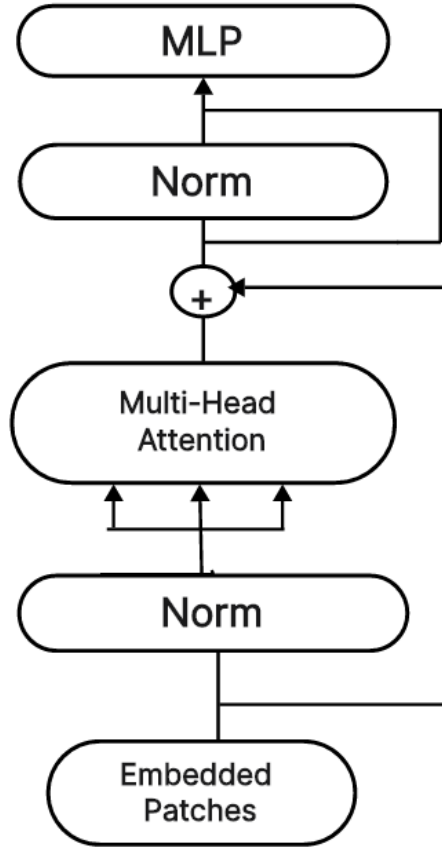 MLP
Norm
+
Multi-Head
Attention
Norm
Embedded
Patches